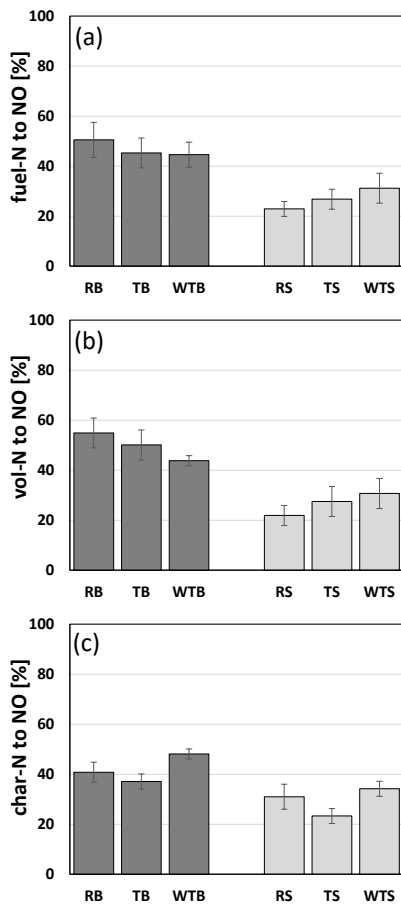 (a)
fuel-N to NO [%]
100
80
60
40
20
0
RB TB WTB RS TS WTS
(b)
vol-N to NO [%]
100
80
60
40
20
0
RB TB WTB RS TS WTS
(c)
char-N to NO [%]
100
80
60
40
20
0
RB TB WTB RS TS WTS